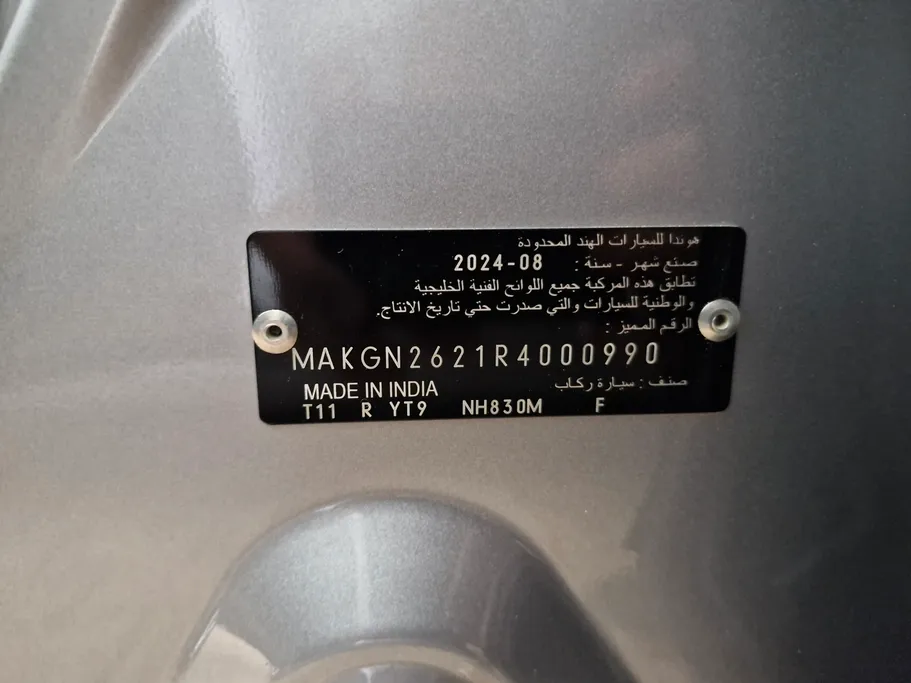 هوندا للسيارات الهند المحدودة
صنع شهر - سنة : 2024-08
تطابق هذه المركبة جميع اللوائح الفنية الخليجية
والوطنية للسيارات والتي صدرت حتي تاريخ الانتاج.
الرقم المميز :
MAKGN2621R4000990
صنف : سيارة ركاب
MADE IN INDIA
T11 R YT9 NH830M F